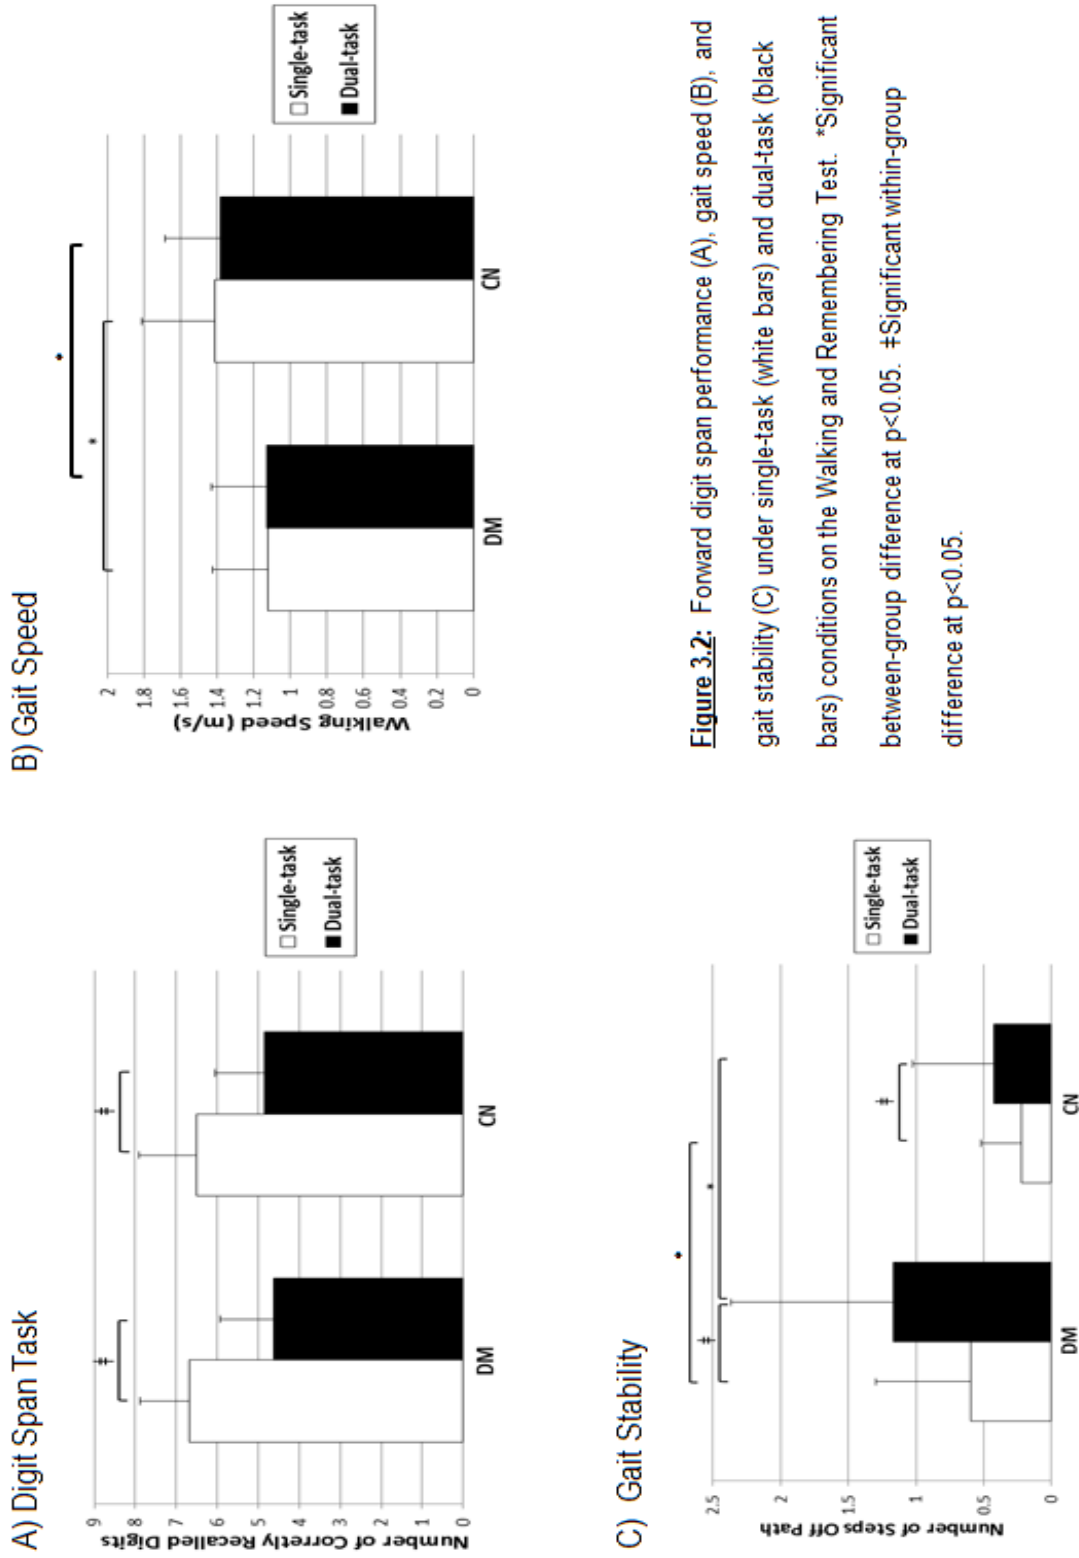 A) Digit Span Task
Number of Corretly Recalled Digits
9
8
7
6
5
4
3
2
1
0
‡
‡
DM
CN
Single-task
Dual-task
B) Gait Speed
Walking Speed (m/s)
2
1.8
1.6
1.4
1.2
1
0.8
0.6
0.4
0.2
0
*
*
DM
CN
Single-task
Dual-task
C) Gait Stability
Number of Steps Off Path
2.5
2
1.5
1
0.5
0
‡
*
*
‡
DM
CN
Single-task
Dual-task
Figure 3.2: Forward digit span performance (A), gait speed (B), and
gait stability (C) under single-task (white bars) and dual-task (black
bars) conditions on the Walking and Remembering Test. *Significant
between-group difference at p<0.05. ‡Significant within-group
difference at p<0.05.